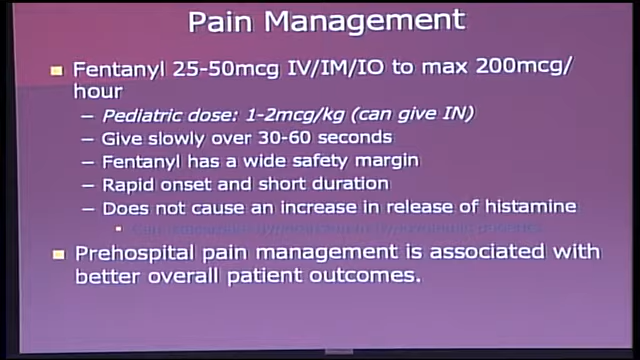 Pain Management
Fentanyl 25-50mcg IV/IM/IO to max 200mcg/
hour
– Pediatric dose: 1-2mcg/kg (can give IN)
– Give slowly over 30-60 seconds
– Fentanyl has a wide safety margin
– Rapid onset and short duration
– Does not cause an increase in release of histamine
Prehospital pain management is associated with
better overall patient outcomes.